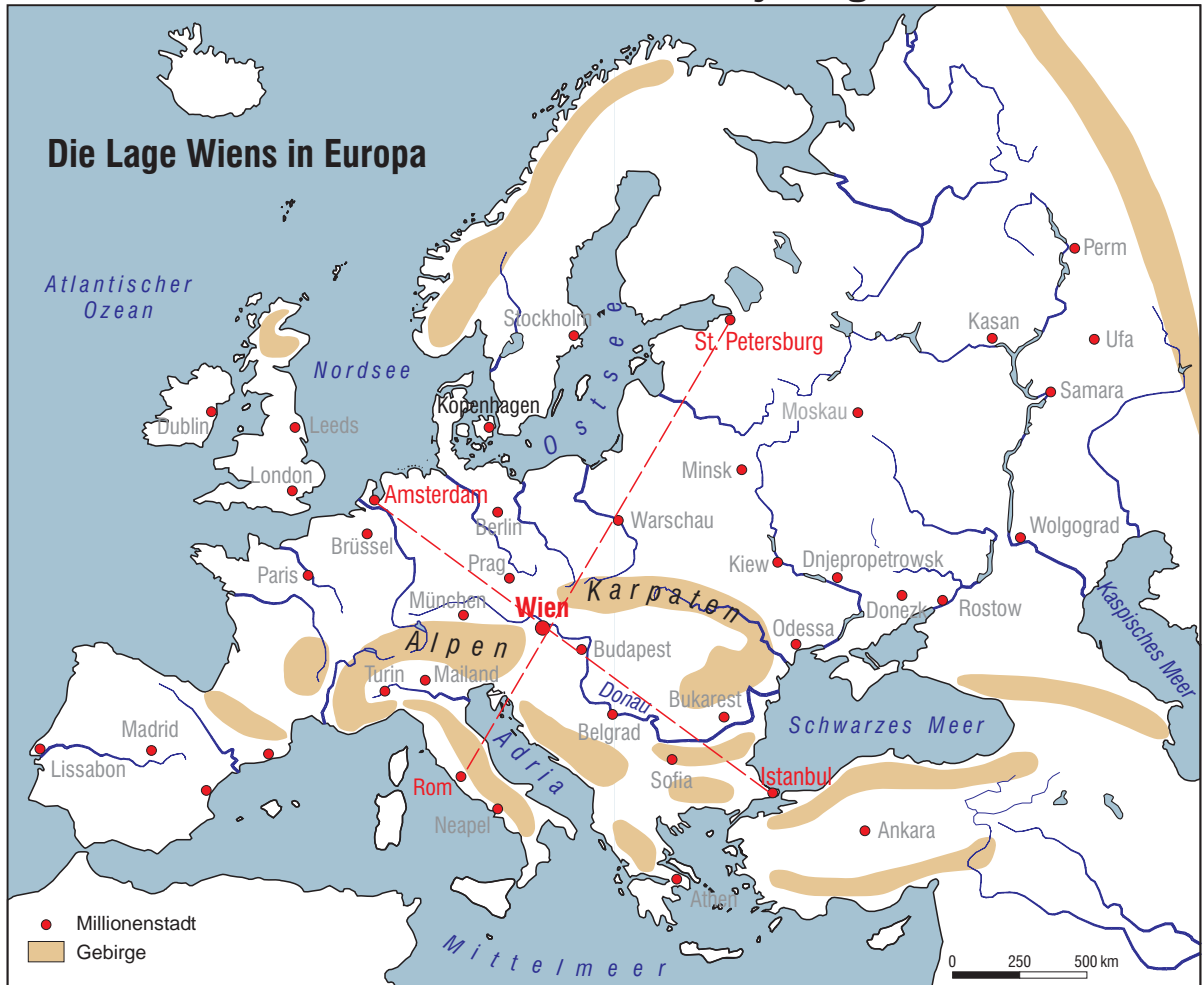 Die Lage Wiens in Europa
Atlantischer
Ozean
Nordsee
Ostsee
Stockholm
St. Petersburg
Perm
Kasan
Ufa
Samara
Moskau
Dublin
Leeds
Kopenhagen
London
Amsterdam
Berlin
Minsk
Warschau
Brüssel
Wolgograd
Paris
Prag
Kiew
Dnjepropetrowsk
München
Wien
Karpaten
Donezk
Rostow
Kaspisches Meer
Alpen
Budapest
Odessa
Turin
Mailand
Donau
Bukarest
Schwarzes Meer
Madrid
Belgrad
Lissabon
Adria
Sofia
Istanbul
Rom
Neapel
Ankara
Athen
Mittelmeer
Millionenstadt
Gebirge
0 250 500 km